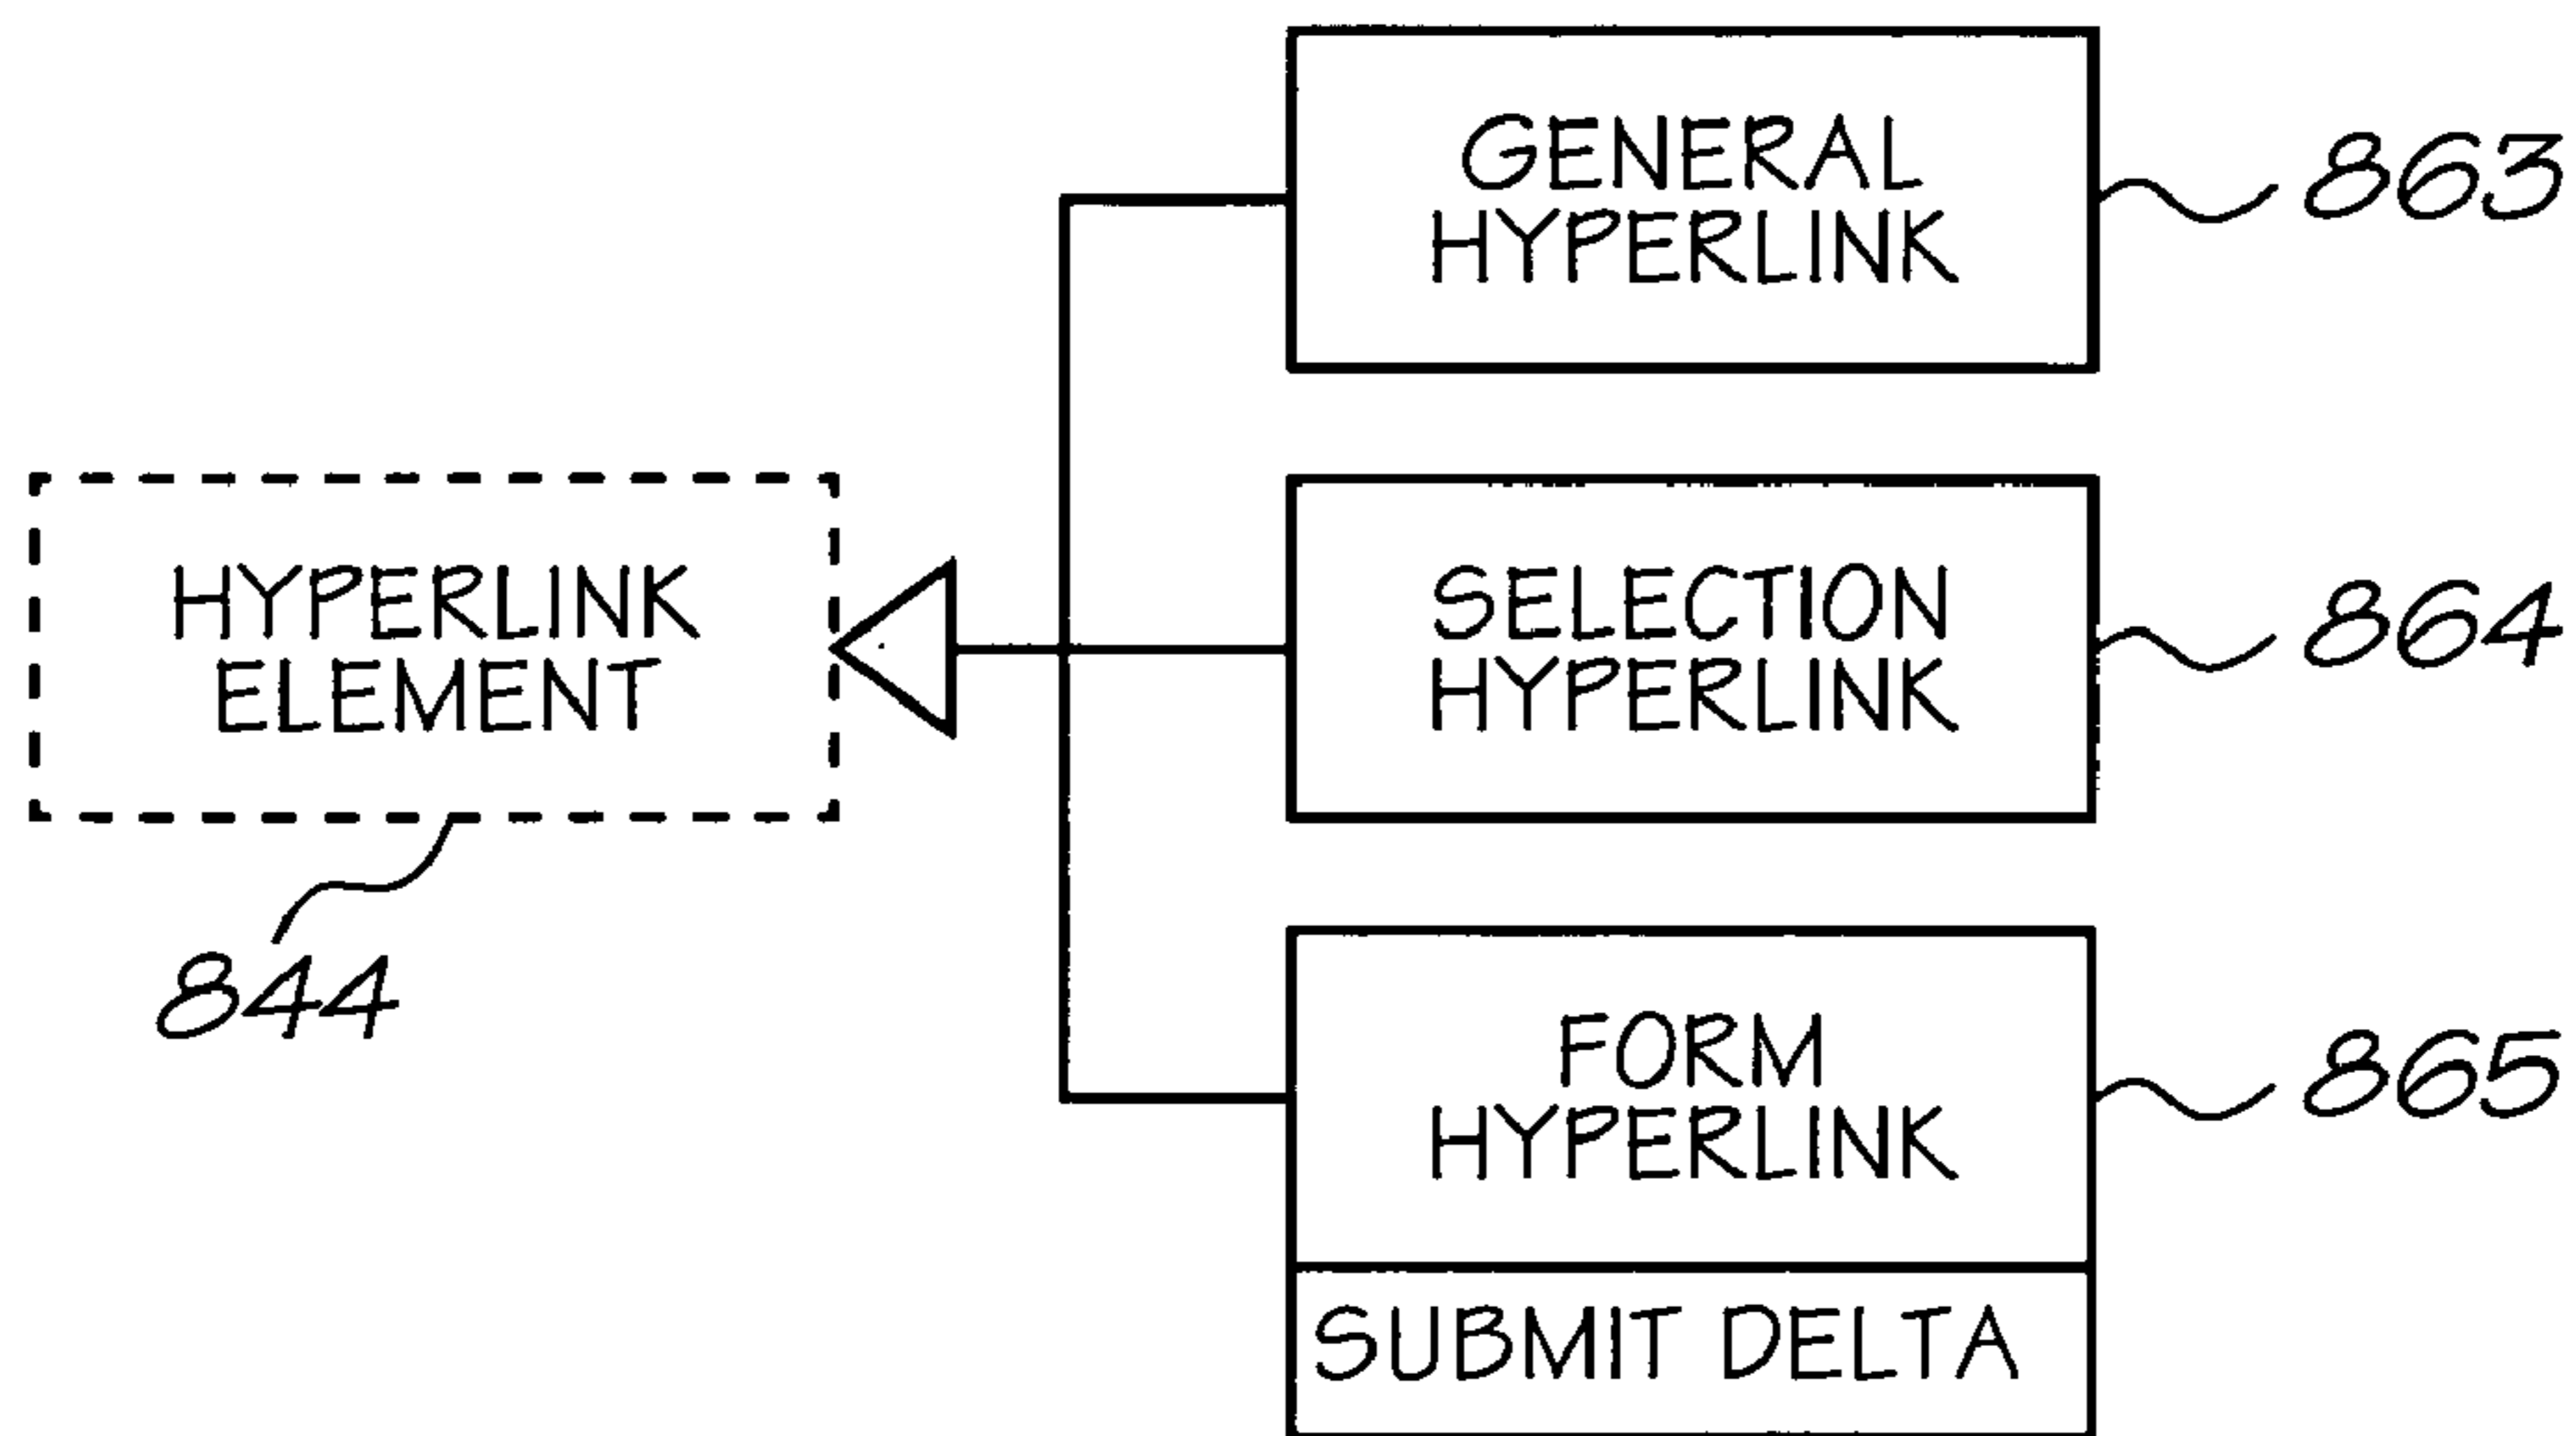 GENERAL
HYPERLINK
863
HYPERLINK
ELEMENT
844
SELECTION
HYPERLINK
864
FORM
HYPERLINK
865
SUBMIT DELTA